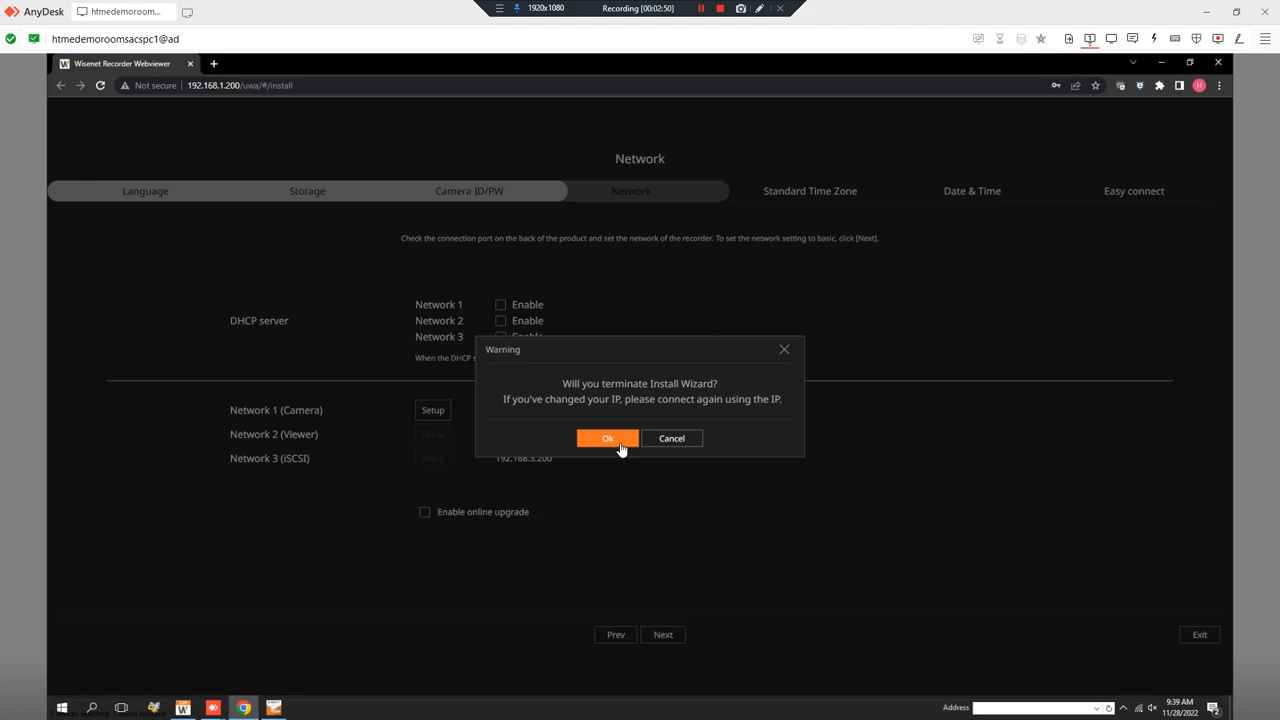 AnyDesk
htmedemoroom...
1920x1080
Recording [00:02:50]
htmedemoroomsacspc1@ad
Wisenet Recorder Webviewer
Not secure
192.168.1.200/uwa/#/install
H
Network
Language
Storage
Camera ID/PW
Network
Standard Time Zone
Date & Time
Easy connect
Check the connection port on the back of the product and set the network of the recorder. To set the network setting to basic, click [Next].
DHCP server
Network 1
Enable
Network 2
Enable
Network 3
When the DHCP s
Warning
Will you terminate Install Wizard?
If you've changed your IP, please connect again using the IP.
Ok
Cancel
Network 1 (Camera)
Setup
Network 2 (Viewer)
Setup
Network 3 (iSCSI)
Setup
192.168.3.200
Enable online upgrade
Prev
Next
Exit
Address
9:39 AM
11/28/2022
2